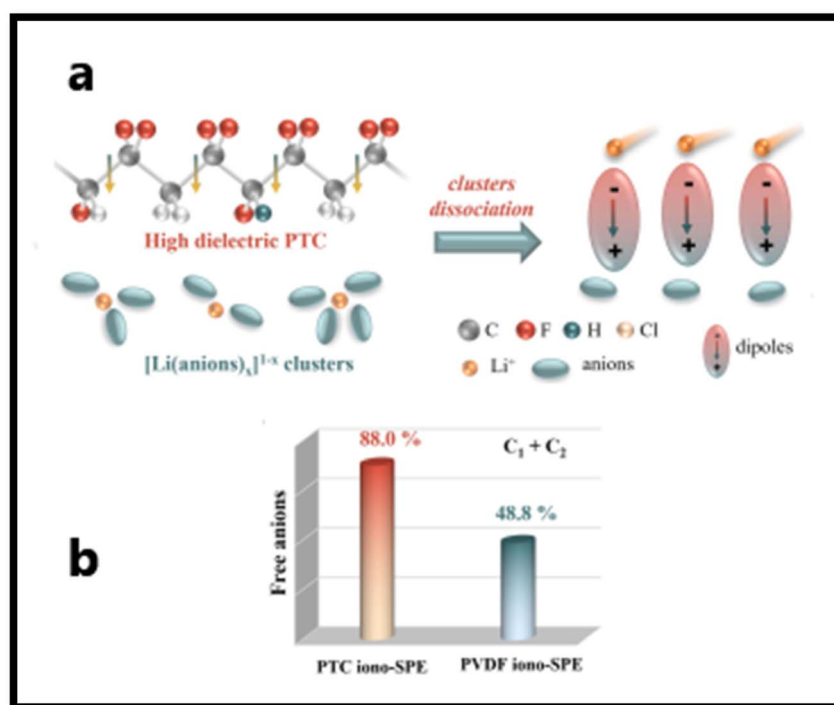 a
clusters
dissociation
High dielectric PTC
- - -
+ + +
C F H Cl
[Li(anions)ₓ]¹⁻ˣ clusters
Li⁺ anions
- + dipoles
88.0 %
C₁ + C₂
48.8 %
Free anions
b
PTC iono-SPE PVDF iono-SPE